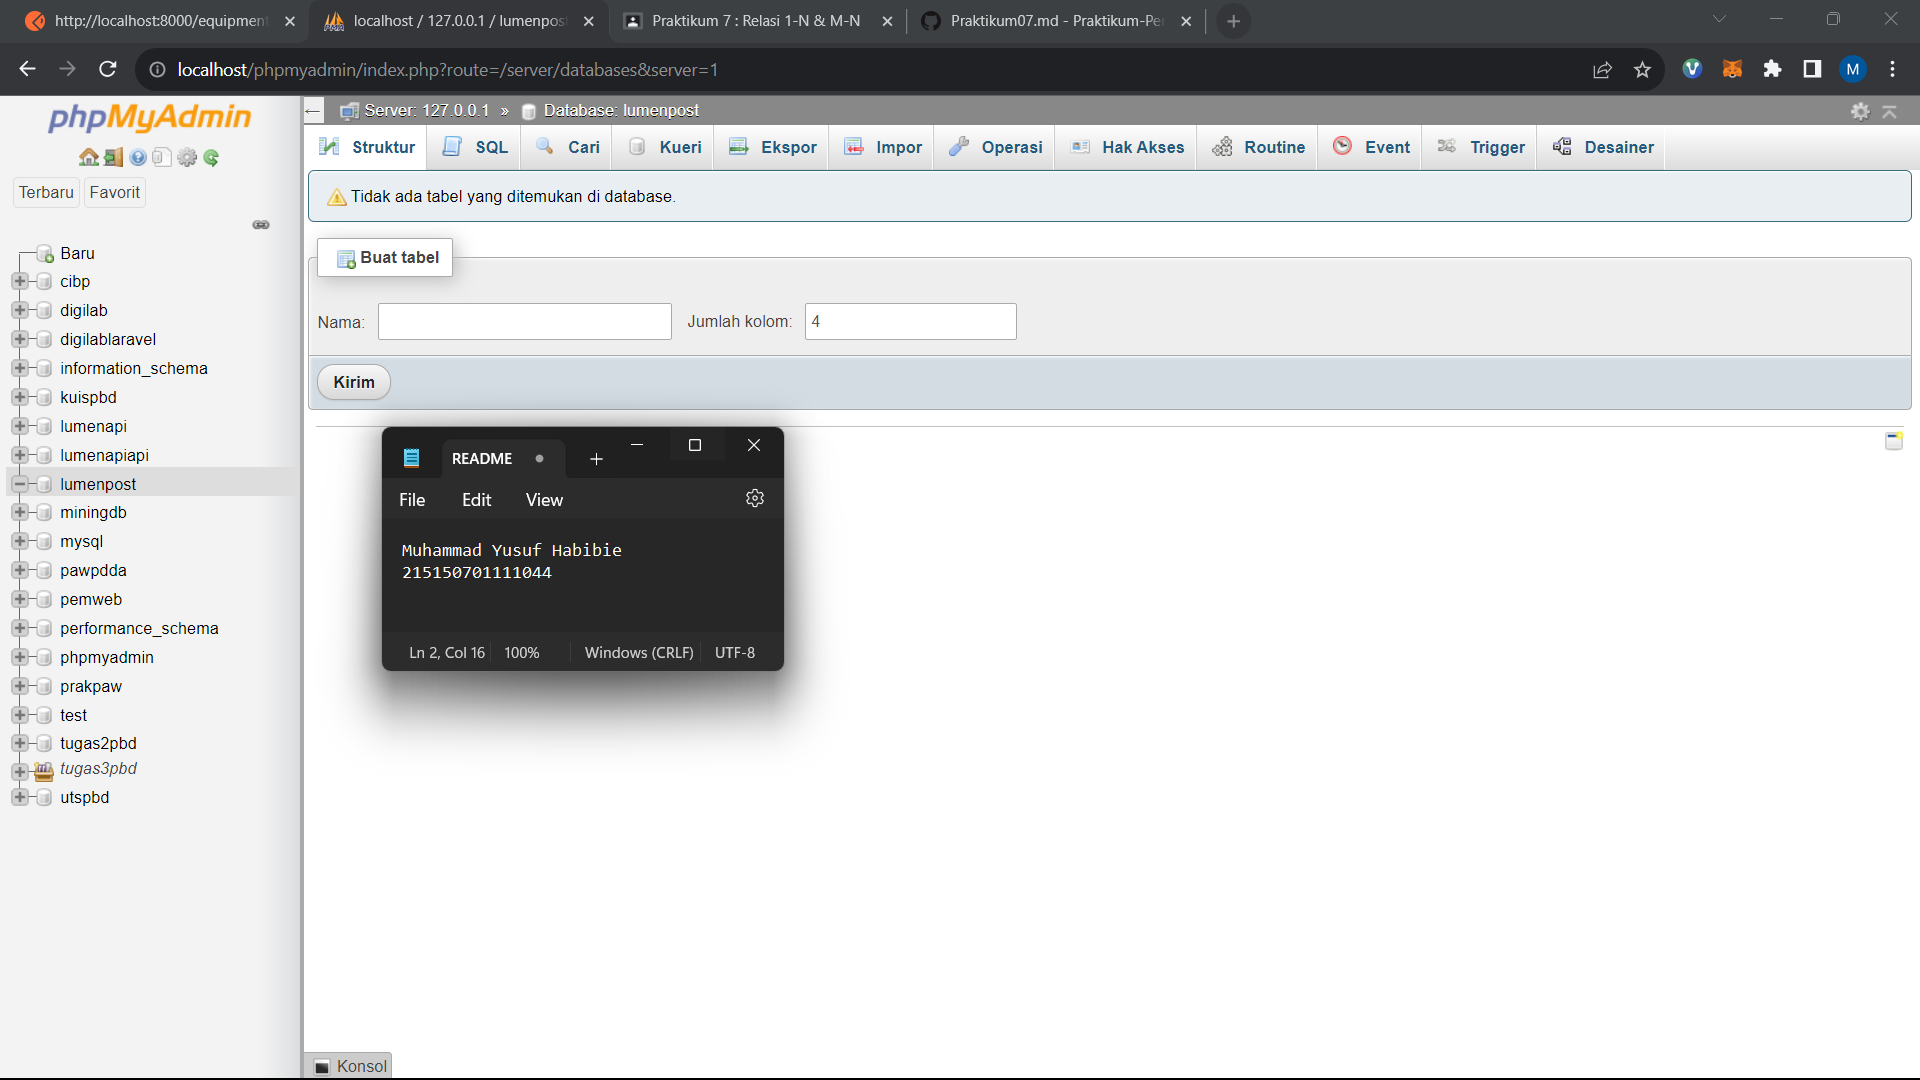 http://localhost:8000/equipment
localhost / 127.0.0.1 / lumenpos
Praktikum 7 : Relasi 1-N & M-N
Praktikum07.md - Praktikum-Pe
localhost/phpmyadmin/index.php?route=/server/databases&server=1
M
phpMyAdmin
Server: 127.0.0.1 » Database: lumenpost
Struktur SQL Cari Kueri Ekspor Impor Operasi Hak Akses Routine Event Trigger Desainer
Terbaru Favorit
Tidak ada tabel yang ditemukan di database.
Baru
cibp
digilab
digilablaravel
information_schema
kuispbd
lumenapi
lumenapiapi
lumenpost
miningdb
mysql
pawpdda
pemweb
performance_schema
phpmyadmin
prakpaw
test
tugas2pbd
tugas3pbd
utspbd
Buat tabel
Nama: Jumlah kolom: 4
Kirim
README
File Edit View
Muhammad Yusuf Habibie
215150701111044
Ln 2, Col 16 100% Windows (CRLF) UTF-8
Konsol